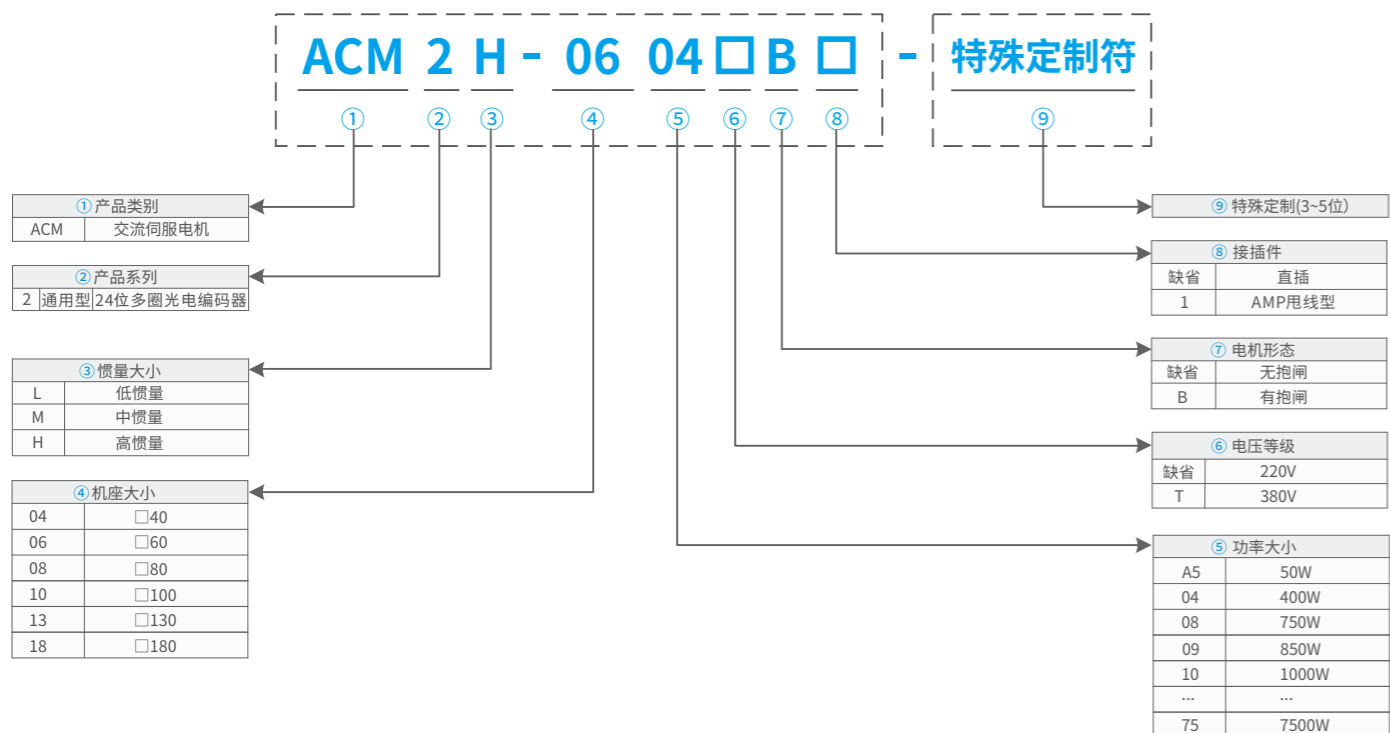 ACM 2 H - 06 04 □ B □ - 特殊定制符
① ② ③ ④ ⑤ ⑥ ⑦ ⑧ ⑨
①产品类别
ACM 交流伺服电机
②产品系列
2 通用型 24位多圈光电编码器
③惯量大小
L 低惯量
M 中惯量
H 高惯量
④机座大小
04 □40
06 □60
08 □80
10 □100
13 □130
18 □180
⑨ 特殊定制(3~5位)
⑧ 接插件
缺省 直插
1 AMP甩线型
⑦ 电机形态
缺省 无抱闸
B 有抱闸
⑥ 电压等级
缺省 220V
T 380V
⑤ 功率大小
A5 50W
04 400W
08 750W
09 850W
10 1000W
... ...
75 7500W